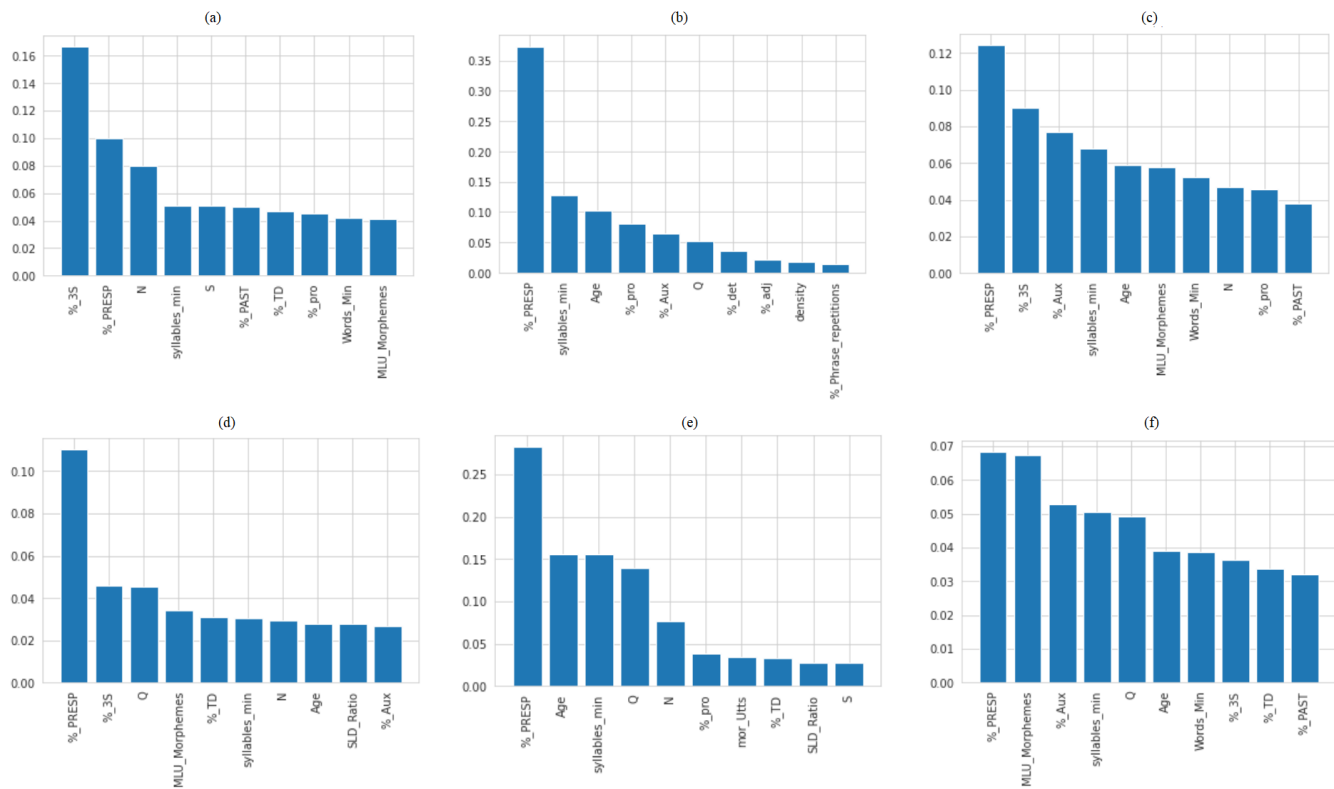 (a)
0.16
0.14
0.12
0.10
0.08
0.06
0.04
0.02
0.00
%_3S
%_PRESP
N
syllables_min
S
%_PAST
%_TD
%_pro
Words_Min
MLU_Morphemes
(b)
0.35
0.30
0.25
0.20
0.15
0.10
0.05
0.00
%_PRESP
syllables_min
Age
%_pro
%_Aux
Q
%_det
%_adj
density
%_Phrase_repetitions
(c)
0.12
0.10
0.08
0.06
0.04
0.02
0.00
%_PRESP
%_3S
%_Aux
syllables_min
Age
MLU_Morphemes
Words_Min
N
%_pro
%_PAST
(d)
0.10
0.08
0.06
0.04
0.02
0.00
%_PRESP
%_3S
Q
MLU_Morphemes
%_TD
syllables_min
N
Age
SLD_Ratio
%_Aux
(e)
0.25
0.20
0.15
0.10
0.05
0.00
%_PRESP
Age
syllables_min
Q
N
%_pro
mor_Utts
%_TD
SLD_Ratio
S
(f)
0.07
0.06
0.05
0.04
0.03
0.02
0.01
0.00
%_PRESP
MLU_Morphemes
%_Aux
syllables_min
Q
Age
Words_Min
%_3S
%_TD
%_PAST